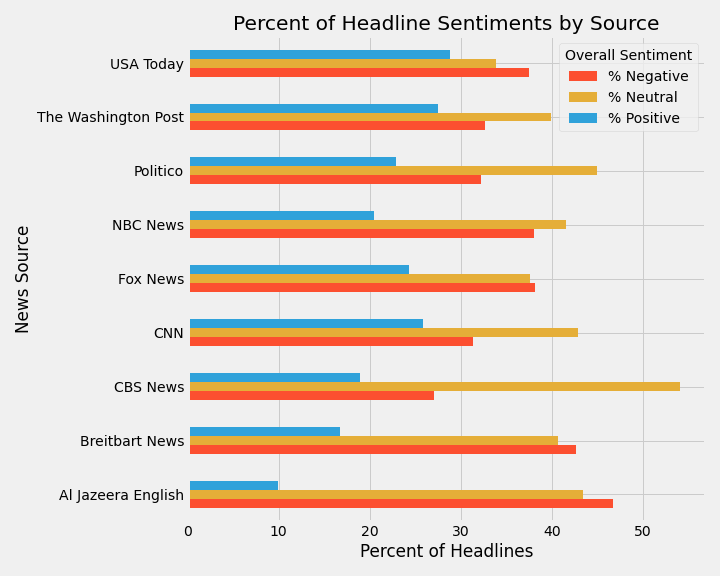 Percent of Headline Sentiments by Source
Overall Sentiment
% Negative
% Neutral
% Positive
News Source
USA Today
The Washington Post
Politico
NBC News
Fox News
CNN
CBS News
Breitbart News
Al Jazeera English
0 10 20 30 40 50
Percent of Headlines